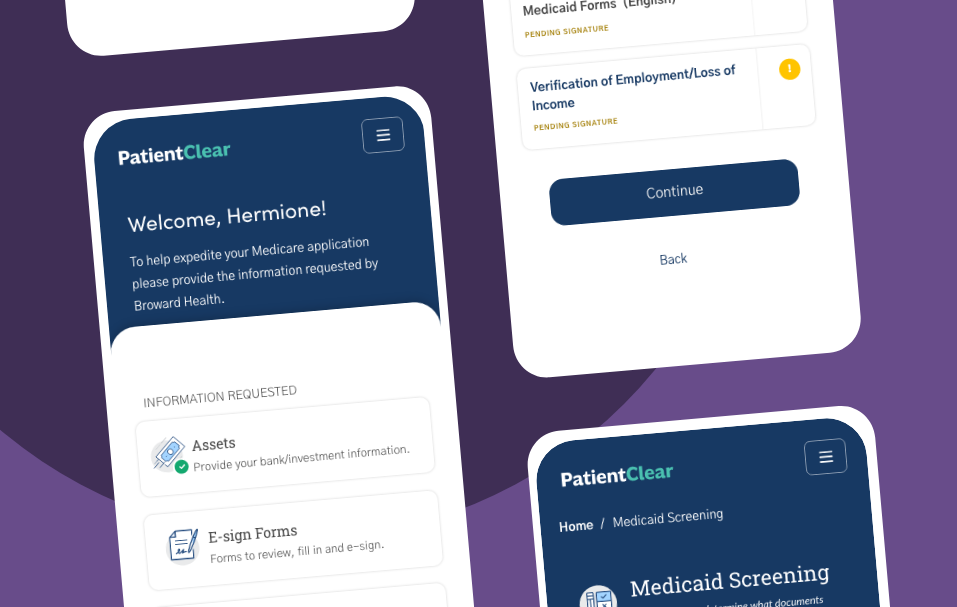 PatientClear
Welcome, Hermione!
To help expedite your Medicare application
please provide the information requested by
Broward Health.
INFORMATION REQUESTED
Assets
Provide your bank/investment information.
E-sign Forms
Forms to review, fill in and e-sign.
Medicaid Forms (English)
PENDING SIGNATURE
Verification of Employment/Loss of
Income
PENDING SIGNATURE
!
Continue
Back
PatientClear
Home / Medicaid Screening
Medicaid Screening
what documents